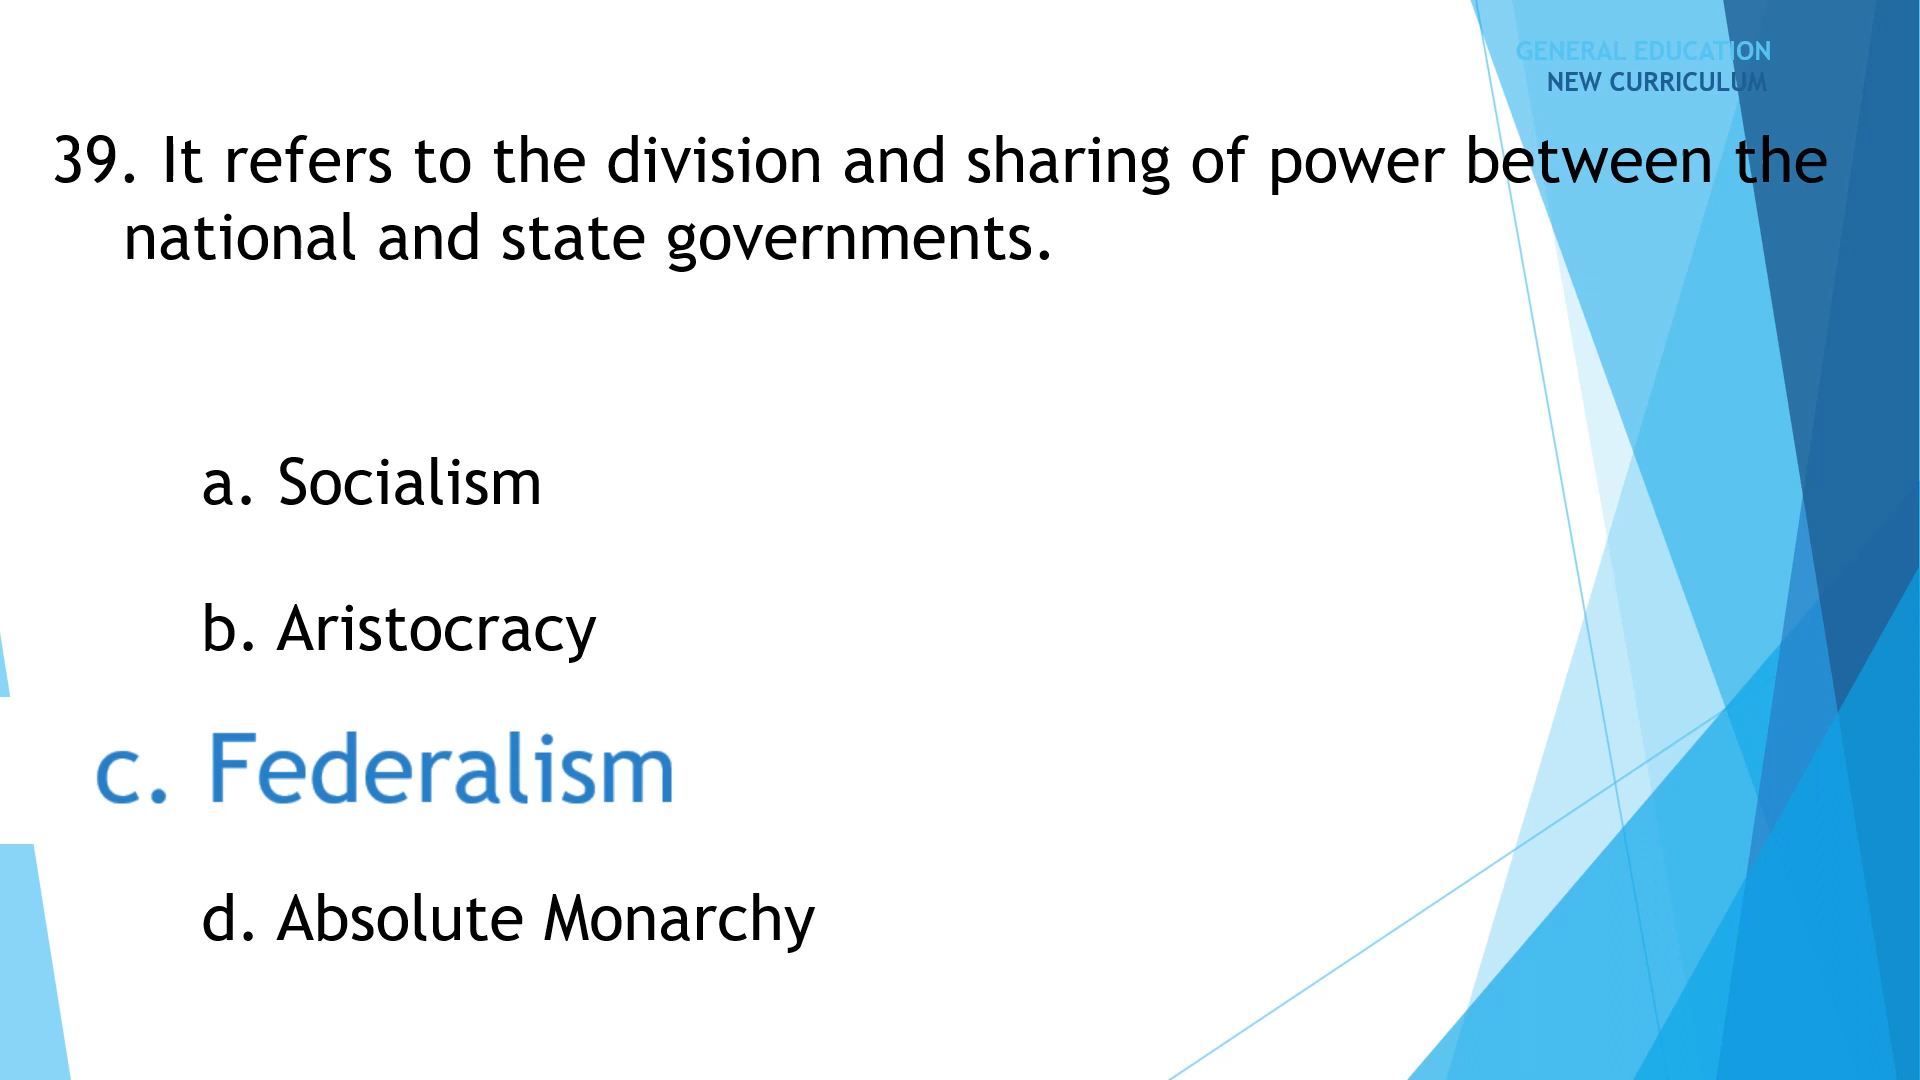 GENERAL EDUCATION
NEW CURRICULUM
39. It refers to the division and sharing of power between the
national and state governments.
a. Socialism
b. Aristocracy
c. Federalism
d. Absolute Monarchy